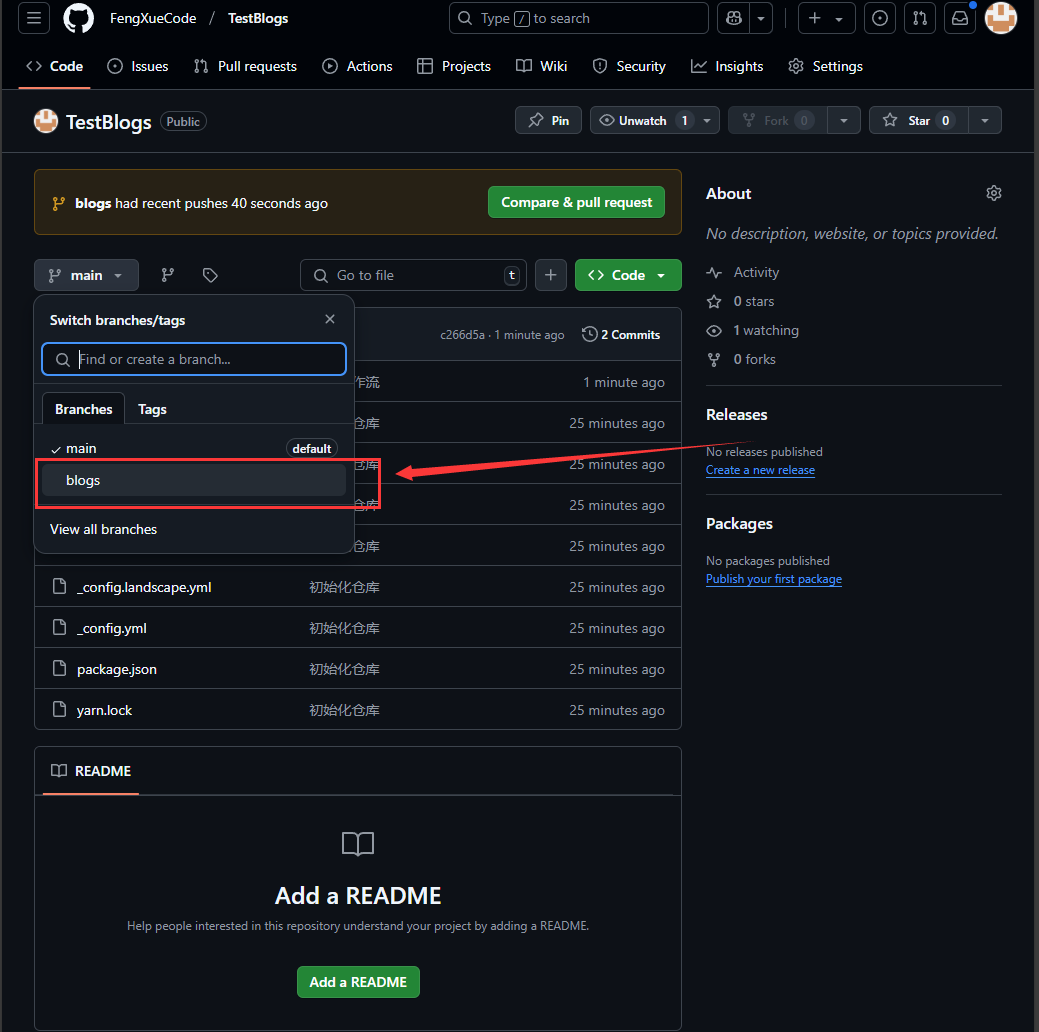 FengXueCode / TestBlogs
Type / to search
Code Issues Pull requests Actions Projects Wiki Security Insights Settings
TestBlogs Public
Pin Unwatch 1 Fork 0 Star 0
blogs had recent pushes 40 seconds ago
Compare & pull request
main
Go to file t
Code
Switch branches/tags
Find or create a branch...
Branches Tags
main default
blogs
View all branches
c266d5a · 1 minute ago 2 Commits
作流 1 minute ago
仓库 25 minutes ago
仓库 25 minutes ago
仓库 25 minutes ago
仓库 25 minutes ago
_config.landscape.yml 初始化仓库 25 minutes ago
_config.yml 初始化仓库 25 minutes ago
package.json 初始化仓库 25 minutes ago
yarn.lock 初始化仓库 25 minutes ago
README
Add a README
Help people interested in this repository understand your project by adding a README.
Add a README
About
No description, website, or topics provided.
Activity
0 stars
1 watching
0 forks
Releases
No releases published
Create a new release
Packages
No packages published
Publish your first package